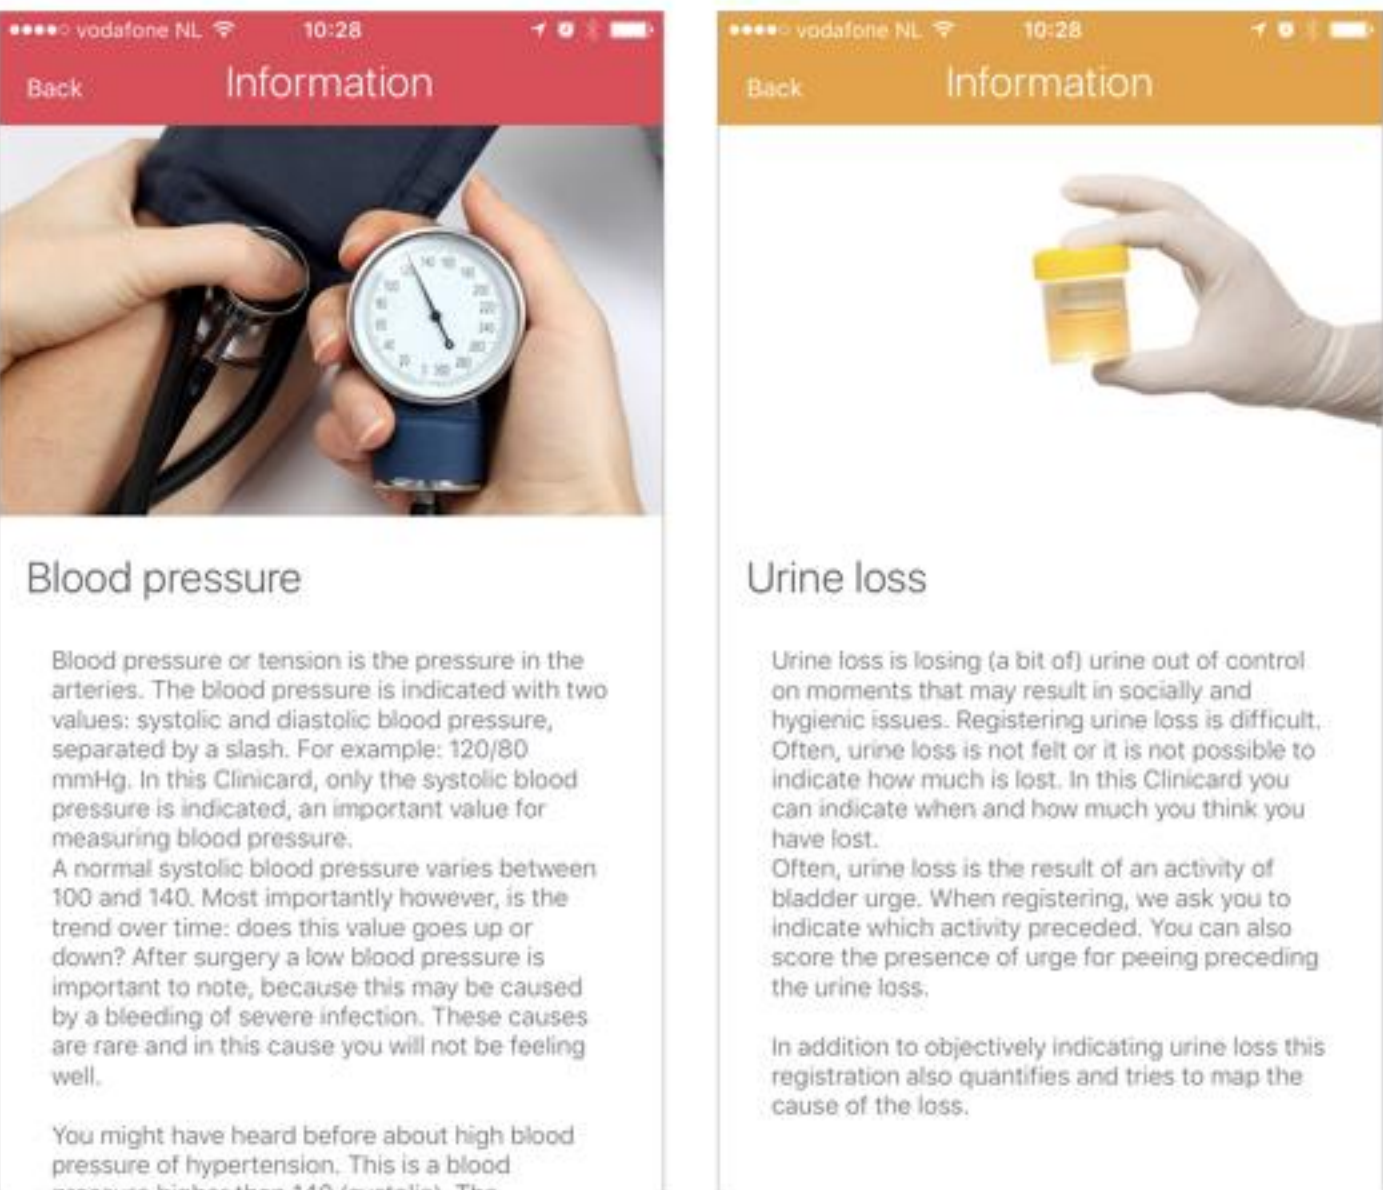 vodafone NL 10:28
Back Information
Blood pressure
Blood pressure or tension is the pressure in the
arteries. The blood pressure is indicated with two
values: systolic and diastolic blood pressure,
separated by a slash. For example: 120/80
mmHg. In this Clinicard, only the systolic blood
pressure is indicated, an important value for
measuring blood pressure.
A normal systolic blood pressure varies between
100 and 140. Most importantly however, is the
trend over time: does this value goes up or
down? After surgery a low blood pressure is
important to note, because this may be caused
by a bleeding of severe infection. These causes
are rare and in this cause you will not be feeling
well.
You might have heard before about high blood
pressure of hypertension. This is a blood
vodafone NL 10:28
Back Information
Urine loss
Urine loss is losing (a bit of) urine out of control
on moments that may result in socially and
hygienic issues. Registering urine loss is difficult.
Often, urine loss is not felt or it is not possible to
indicate how much is lost. In this Clinicard you
can indicate when and how much you think you
have lost.
Often, urine loss is the result of an activity of
bladder urge. When registering, we ask you to
indicate which activity preceded. You can also
score the presence of urge for peeing preceding
the urine loss.
In addition to objectively indicating urine loss this
registration also quantifies and tries to map the
cause of the loss.